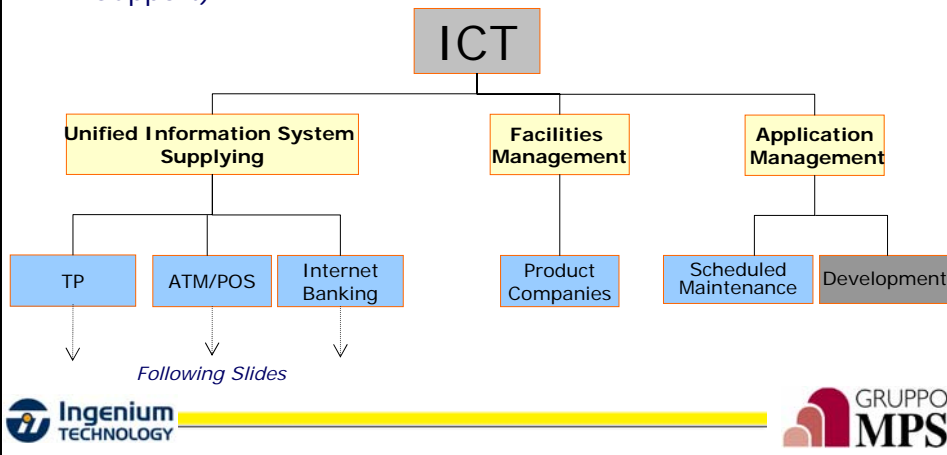 ICT
Unified Information System
Supplying
Facilities
Management
Application
Management
TP
ATM/POS
Internet
Banking
Product
Companies
Scheduled
Maintenance
Development
Following Slides
Ingenium
TECHNOLOGY
GRUPPO
MPS